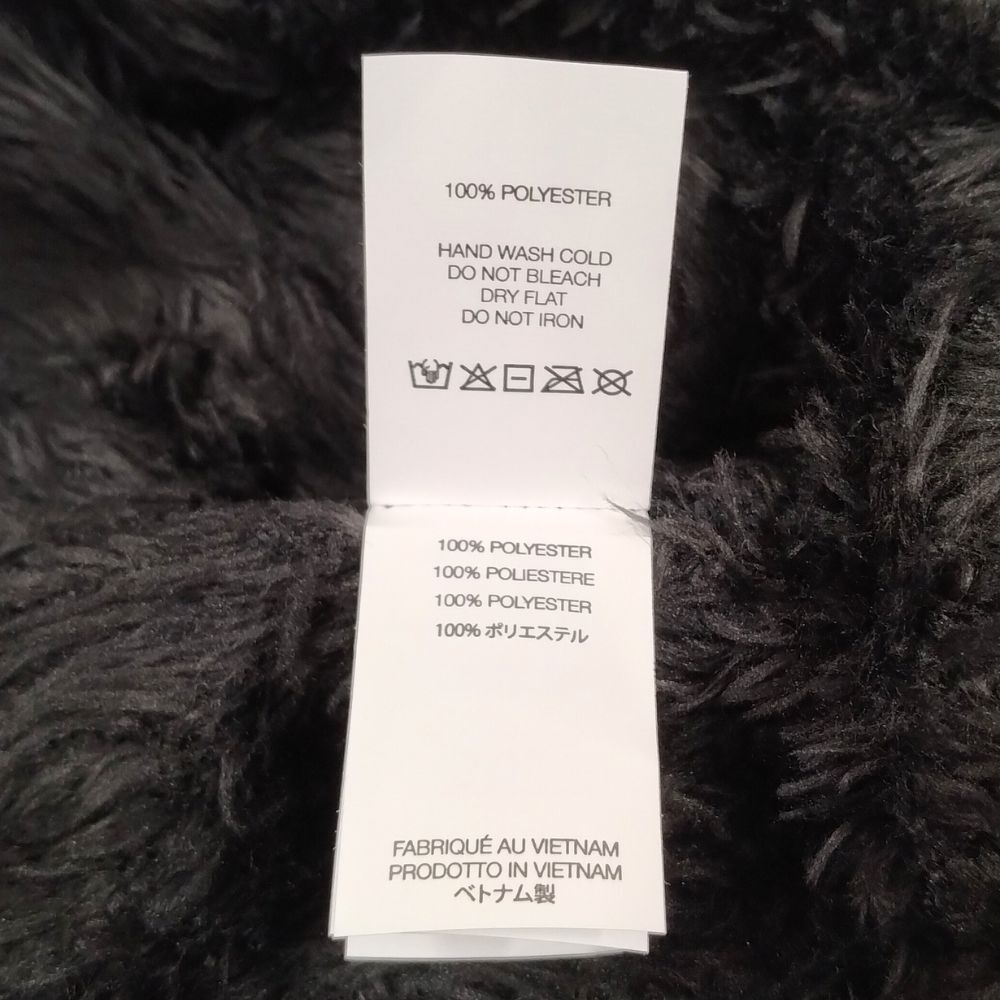 100% POLYESTER
HAND WASH COLD
DO NOT BLEACH
DRY FLAT
DO NOT IRON
100% POLYESTER
100% POLIESTERE
100% POLYESTER
100% ポリエステル
FABRIQUÉ AU VIETNAM
PRODOTTO IN VIETNAM
ベトナム製